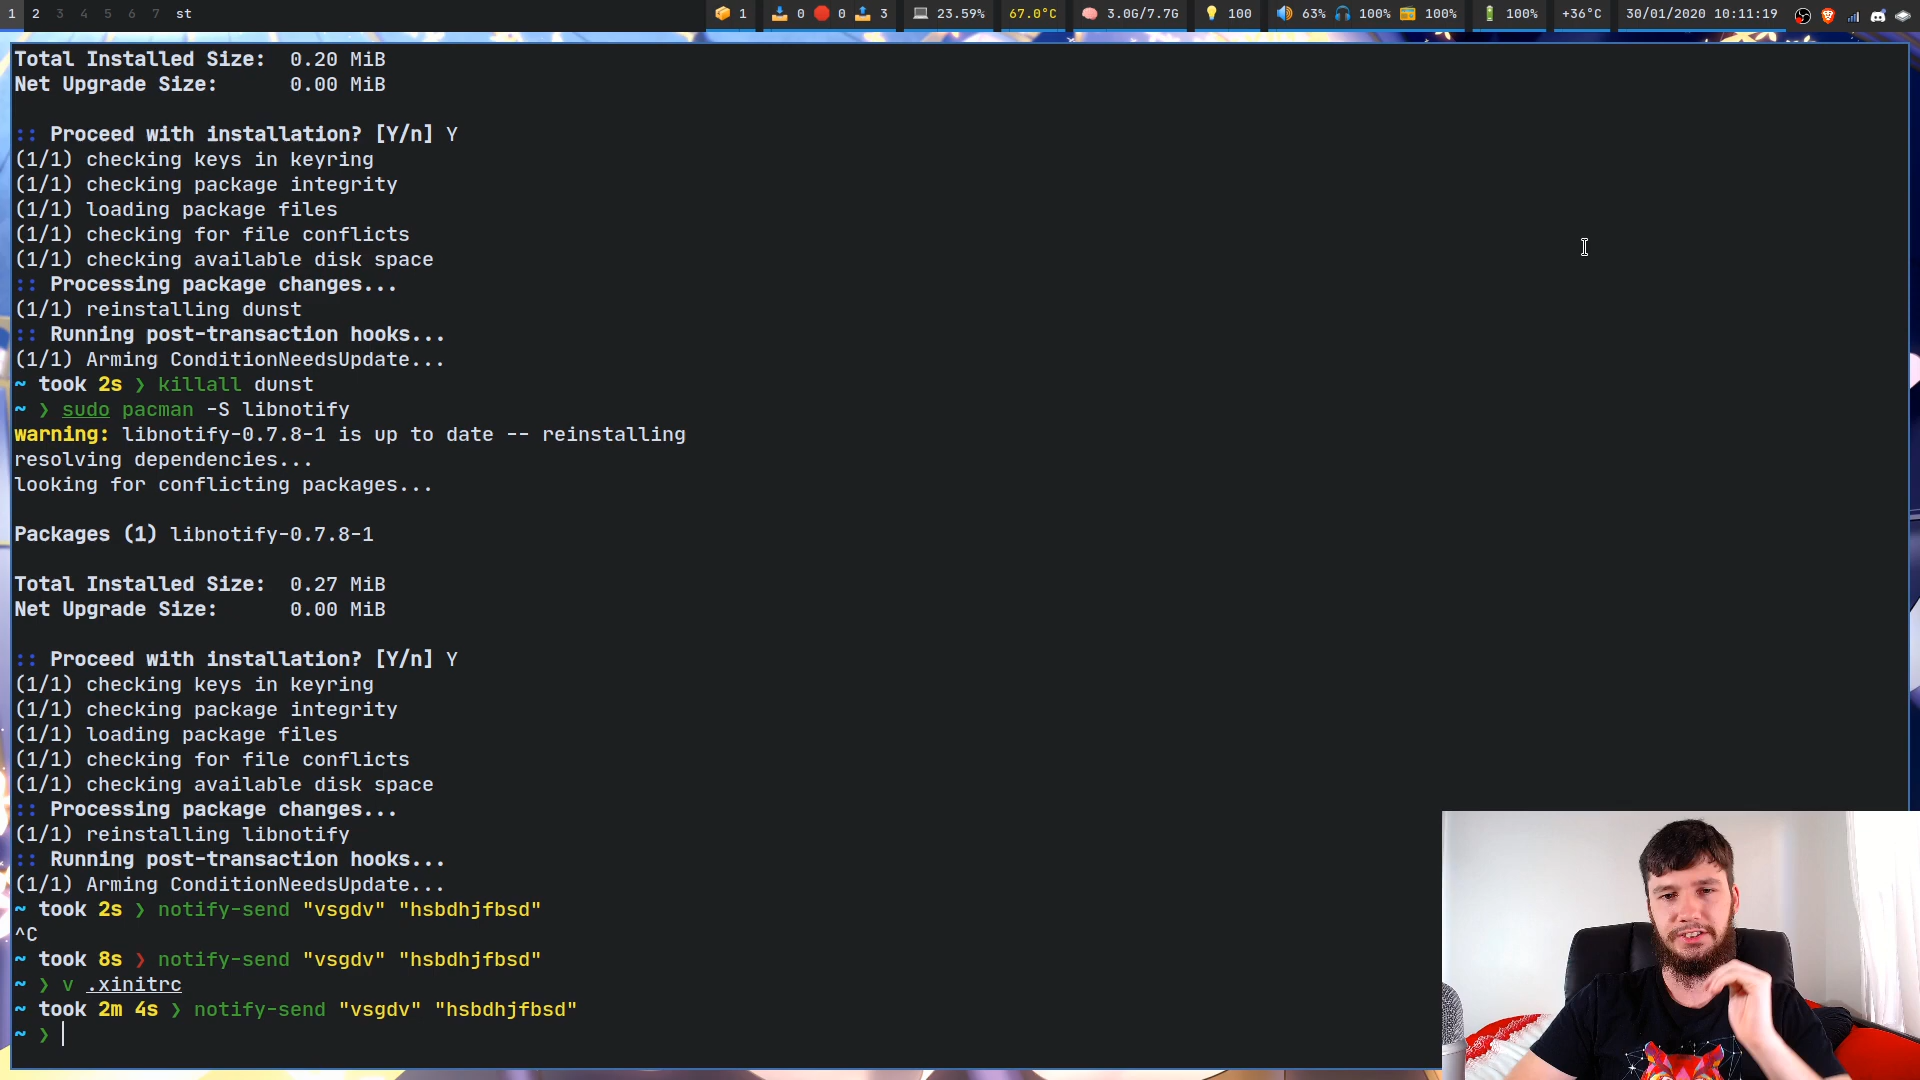 1 2 3 4 5 6 7 st 1 0 0 3 23.59% 67.0°C 3.0G/7.7G 100 63% 100% 100% 100% +36°C 30/01/2020 10:11:19
Total Installed Size:  0.20 MiB
Net Upgrade Size:      0.00 MiB
:: Proceed with installation? [Y/n] Y
(1/1) checking keys in keyring
(1/1) checking package integrity
(1/1) loading package files
(1/1) checking for file conflicts
(1/1) checking available disk space
:: Processing package changes...
(1/1) reinstalling dunst
:: Running post-transaction hooks...
(1/1) Arming ConditionNeedsUpdate...
~ took 2s ❯ killall dunst
~ ❯ sudo pacman -S libnotify
warning: libnotify-0.7.8-1 is up to date -- reinstalling
resolving dependencies...
looking for conflicting packages...
Packages (1) libnotify-0.7.8-1
Total Installed Size:  0.27 MiB
Net Upgrade Size:      0.00 MiB
:: Proceed with installation? [Y/n] Y
(1/1) checking keys in keyring
(1/1) checking package integrity
(1/1) loading package files
(1/1) checking for file conflicts
(1/1) checking available disk space
:: Processing package changes...
(1/1) reinstalling libnotify
:: Running post-transaction hooks...
(1/1) Arming ConditionNeedsUpdate...
~ took 2s ❯ notify-send "vsgdv" "hsbdhjfbsd"
^C
~ took 8s ❯ notify-send "vsgdv" "hsbdhjfbsd"
~ ❯ v .xinitrc
~ took 2m 4s ❯ notify-send "vsgdv" "hsbdhjfbsd"
~ ❯